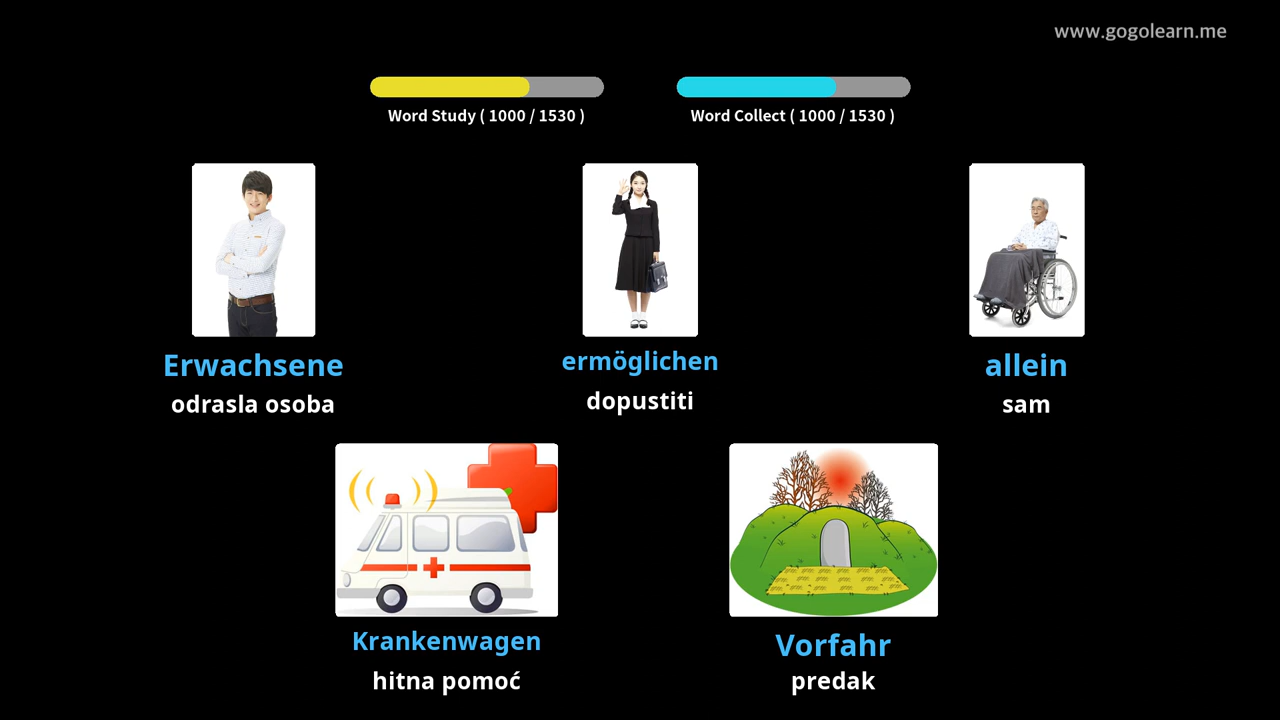 www.gogolearn.me
Word Study ( 1000 / 1530 )
Word Collect ( 1000 / 1530 )
Erwachsene
odrasla osoba
ermöglichen
dopustiti
allein
sam
Krankenwagen
hitna pomoć
Vorfahr
predak